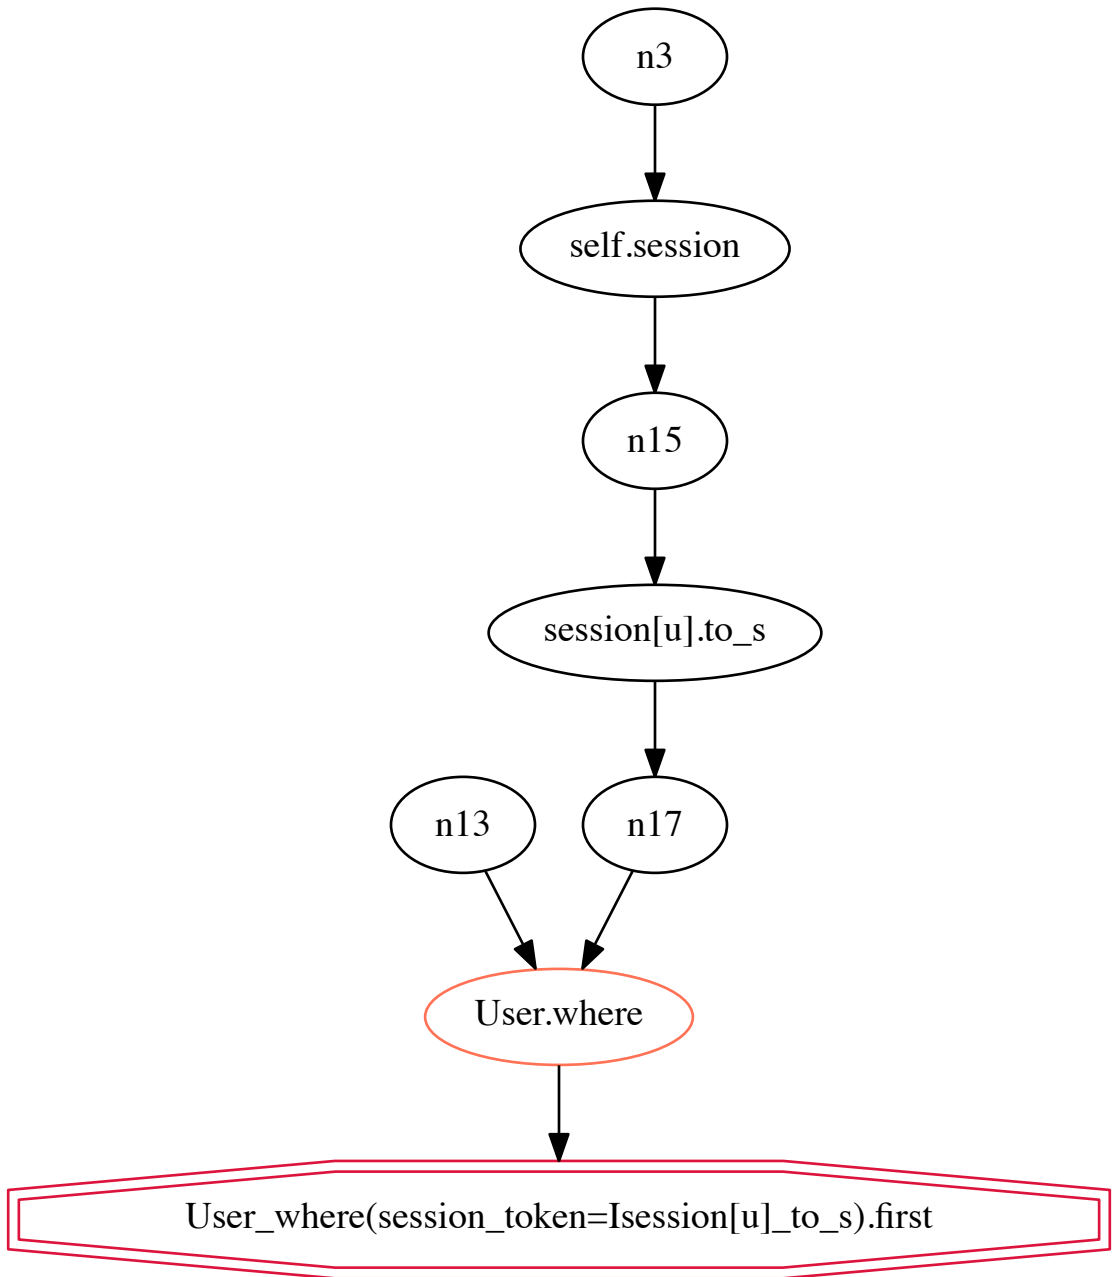 n3
self.session
n15
session[u].to_s
n13
n17
User.where
User_where(session_token=Isession[u]_to_s).first